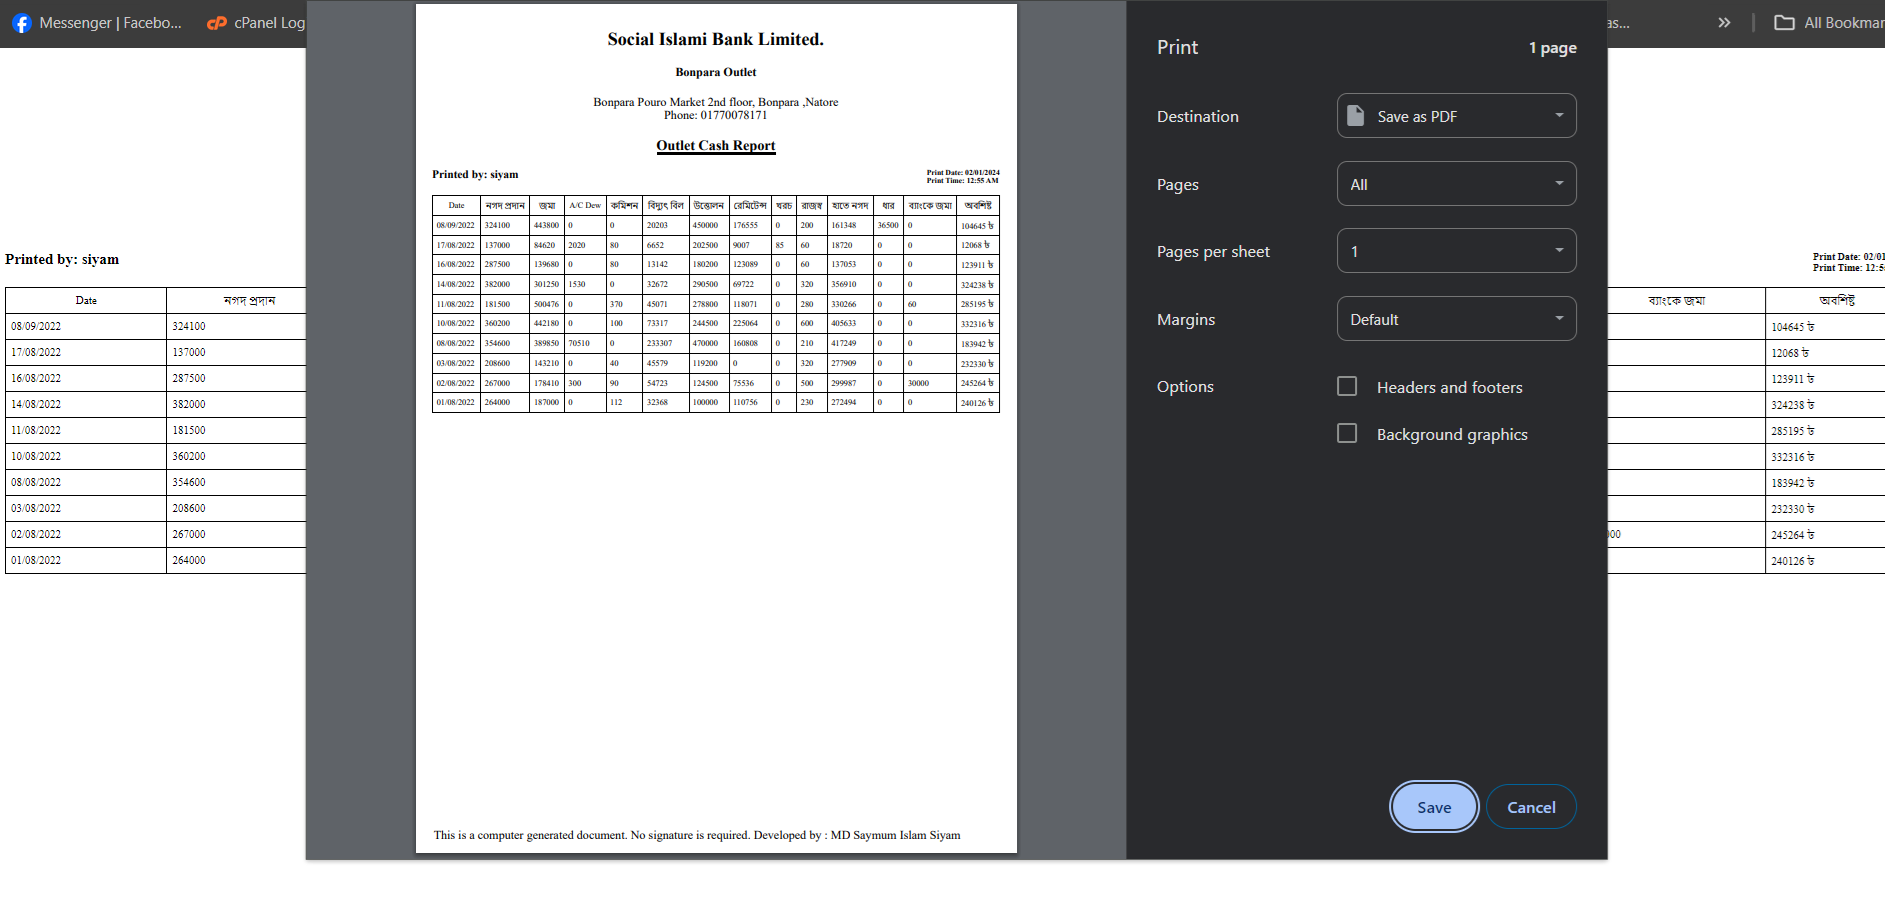 Messenger | Facebo... cPanel Log as... » All Bookmar
Social Islami Bank Limited.
Bonpara Outlet
Bonpara Pouro Market 2nd floor, Bonpara ,Natore
Phone: 01770078171
Outlet Cash Report
Printed by: siyam
Print Date: 02/01/2024
Print Time: 12:55 AM
Date নগদ প্রদান জমা A/C Dew কমিশন বিদ্যুৎ বিল উত্তোলন রেমিটেন্স খরচ রাজস্ব হাতে নগদ ধার ব্যাংকে জমা অবশিষ্ট
08/09/2022 324100 443800 0 0 20203 450000 176555 0 200 161348 36500 0 104645 ৳
17/08/2022 137000 84620 2020 80 6652 202500 9007 85 60 18720 0 0 12068 ৳
16/08/2022 287500 139680 0 80 13142 180200 123089 0 60 137053 0 0 123911 ৳
14/08/2022 382000 301250 1530 0 32672 290500 69722 0 320 356910 0 0 324238 ৳
11/08/2022 181500 500476 0 370 45071 278800 118071 0 280 330266 0 60 285195 ৳
10/08/2022 360200 442180 0 100 73317 244500 225064 0 600 405633 0 0 332316 ৳
08/08/2022 354600 389850 70510 0 233307 470000 160808 0 210 417249 0 0 183942 ৳
03/08/2022 208600 143210 0 40 45579 119200 0 0 320 277909 0 0 232330 ৳
02/08/2022 267000 178410 300 90 54723 124500 75536 0 500 299987 0 30000 245264 ৳
01/08/2022 264000 187000 0 112 32368 100000 110756 0 230 272494 0 0 240126 ৳
This is a computer generated document. No signature is required. Developed by : MD Saymum Islam Siyam
Print 1 page
Destination Save as PDF
Pages All
Pages per sheet 1
Margins Default
Options Headers and footers
Background graphics
Save Cancel
Printed by: siyam
Print Date: 02/01
Print Time: 12:5
Date নগদ প্রদান ব্যাংকে জমা অবশিষ্ট
08/09/2022 324100 104645 ৳
17/08/2022 137000 12068 ৳
16/08/2022 287500 123911 ৳
14/08/2022 382000 324238 ৳
11/08/2022 181500 285195 ৳
10/08/2022 360200 332316 ৳
08/08/2022 354600 183942 ৳
03/08/2022 208600 232330 ৳
02/08/2022 267000 000 245264 ৳
01/08/2022 264000 240126 ৳